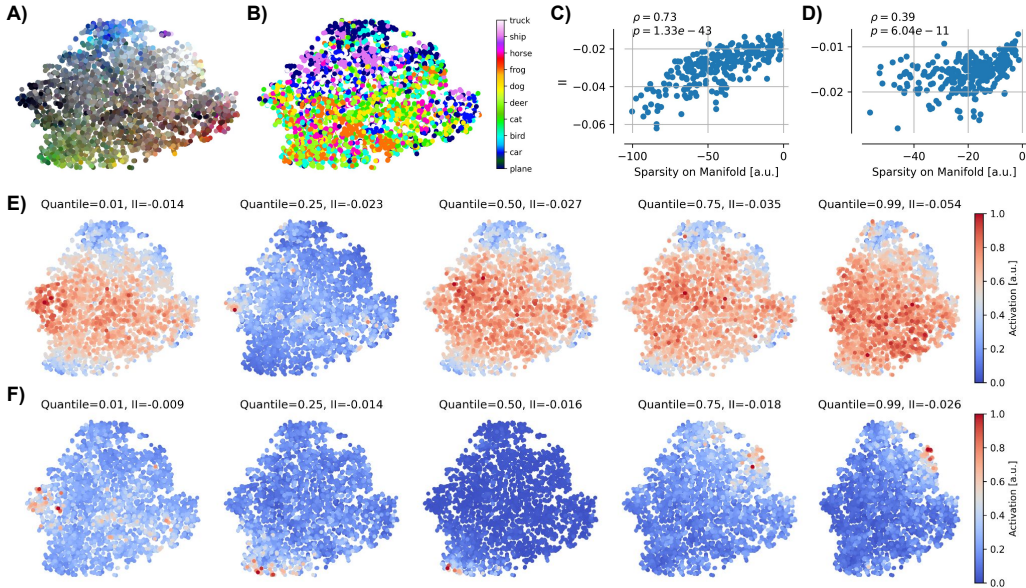 A)
B)
truck
ship
horse
frog
dog
deer
cat
bird
car
plane
C)
ρ = 0.73
p = 1.33e − 43
II
−0.02
−0.04
−0.06
−100
−50
0
Sparsity on Manifold [a.u.]
D)
ρ = 0.39
p = 6.04e − 11
−0.01
−0.02
−40
−20
0
Sparsity on Manifold [a.u.]
E)
Quantile=0.01, II=-0.014
Quantile=0.25, II=-0.023
Quantile=0.50, II=-0.027
Quantile=0.75, II=-0.035
Quantile=0.99, II=-0.054
1.0
0.8
0.6
0.4
0.2
0.0
Activation [a.u.]
F)
Quantile=0.01, II=-0.009
Quantile=0.25, II=-0.014
Quantile=0.50, II=-0.016
Quantile=0.75, II=-0.018
Quantile=0.99, II=-0.026
1.0
0.8
0.6
0.4
0.2
0.0
Activation [a.u.]